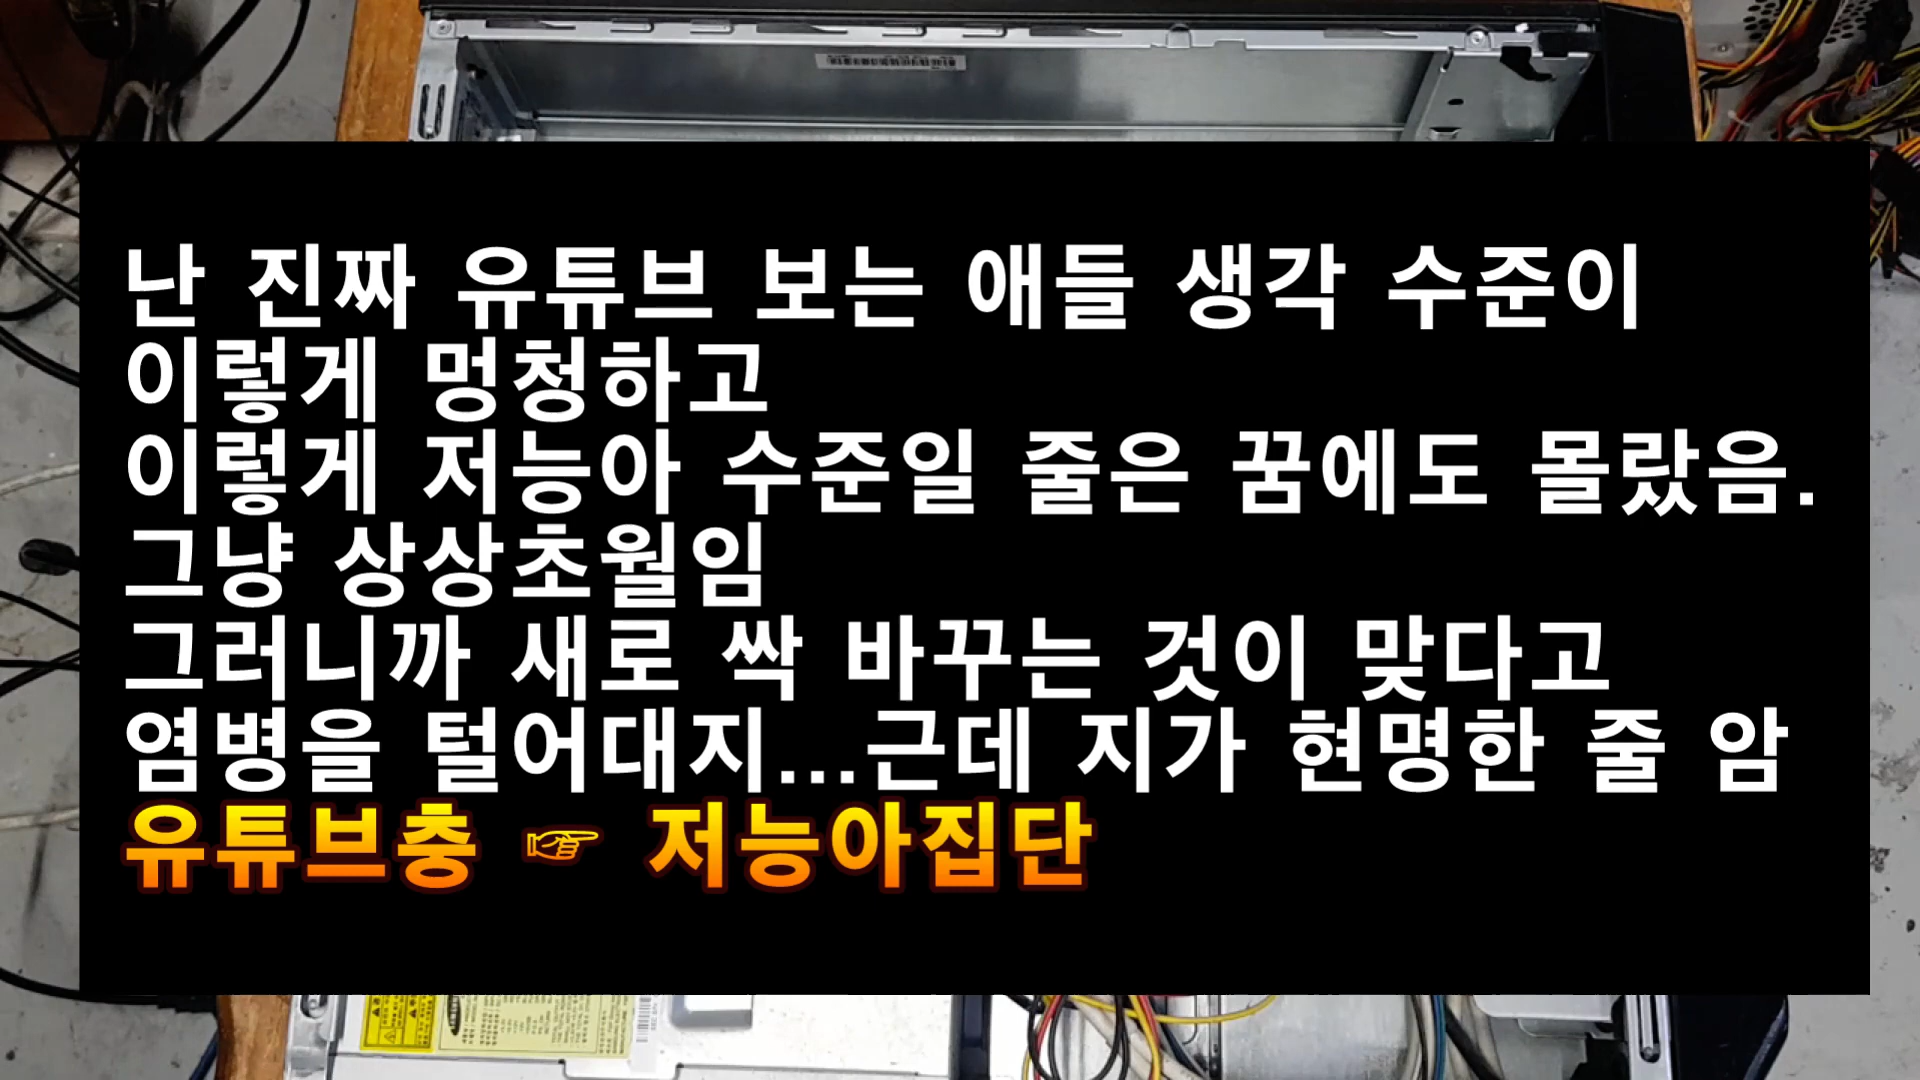 난 진짜 유튜브 보는 애들 생각 수준이
이렇게 멍청하고
이렇게 저능아 수준일 줄은 꿈에도 몰랐음.
그냥 상상초월임
그러니까 새로 싹 바꾸는 것이 맞다고
염병을 털어대지...근데 지가 현명한 줄 암
유튜브충 ☞ 저능아집단